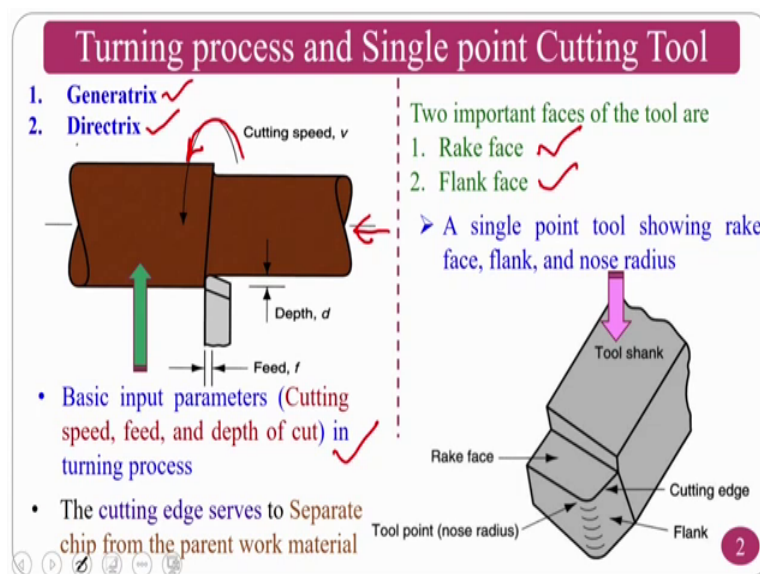 Turning process and Single point Cutting Tool
1. Generatrix
2. Directrix
Cutting speed, v
Depth, d
Feed, f
• Basic input parameters (Cutting
speed, feed, and depth of cut) in
turning process
• The cutting edge serves to Separate
chip from the parent work material
Two important faces of the tool are
1. Rake face
2. Flank face
➤ A single point tool showing rake
face, flank, and nose radius
Tool shank
Rake face
Cutting edge
Tool point (nose radius)
Flank
2